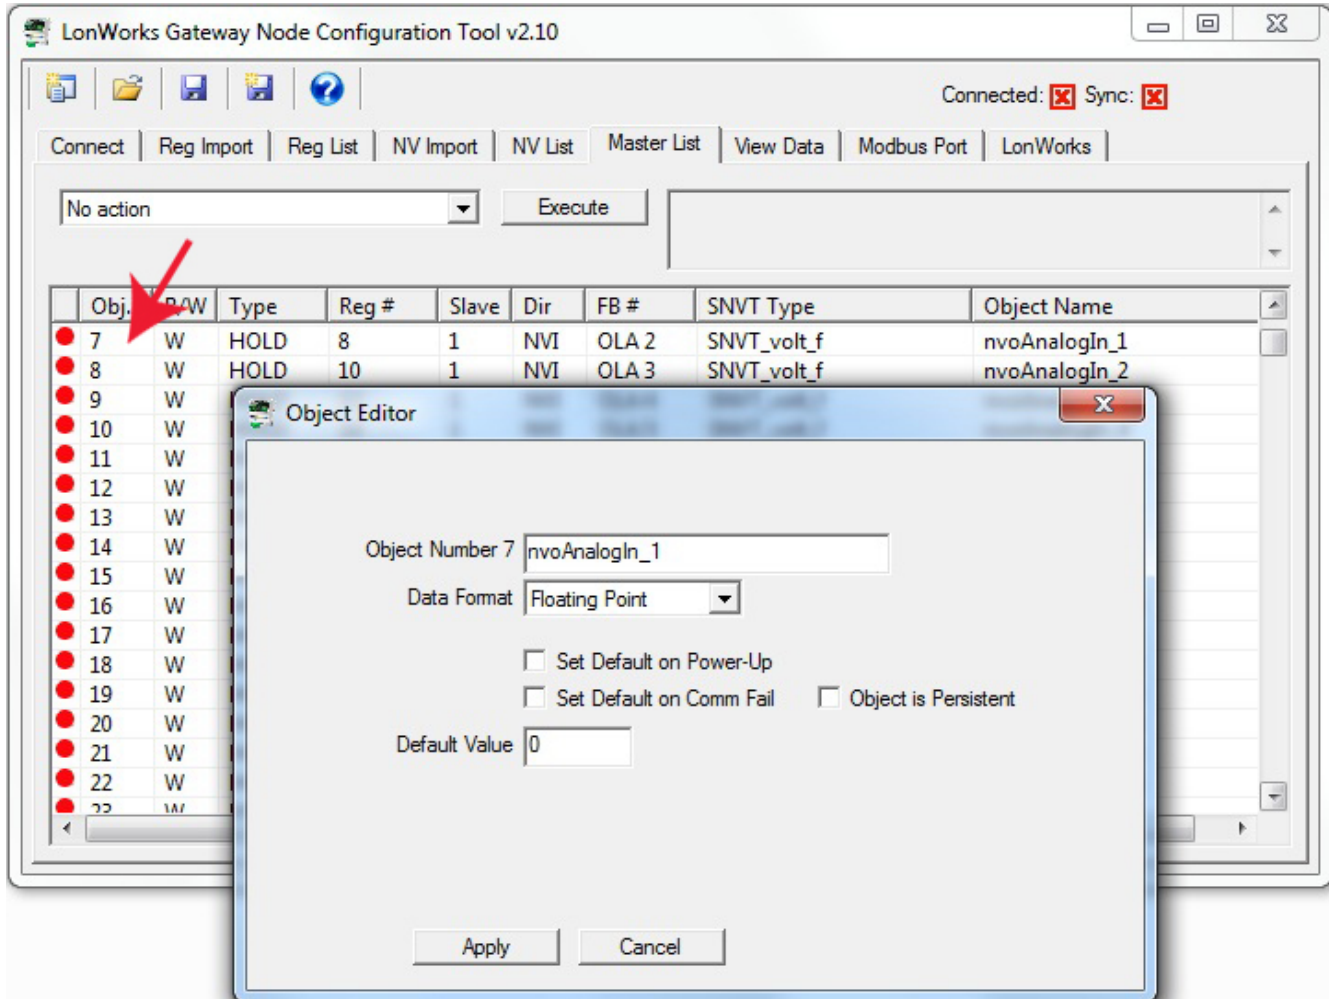 LonWorks Gateway Node Configuration Tool v2.10
Connected: Sync:
Connect Reg Import Reg List NV Import NV List Master List View Data Modbus Port LonWorks
No action Execute
Obj. R/W Type Reg # Slave Dir FB # SNVT Type Object Name
7 W HOLD 8 1 NVI OLA 2 SNVT_volt_f nvoAnalogIn_1
8 W HOLD 10 1 NVI OLA 3 SNVT_volt_f nvoAnalogIn_2
9 W
10 W
11 W
12 W
13 W
14 W
15 W
16 W
17 W
18 W
19 W
20 W
21 W
22 W
23 W
Object Editor
Object Number 7 nvoAnalogIn_1
Data Format Floating Point
Set Default on Power-Up
Set Default on Comm Fail Object is Persistent
Default Value 0
Apply Cancel